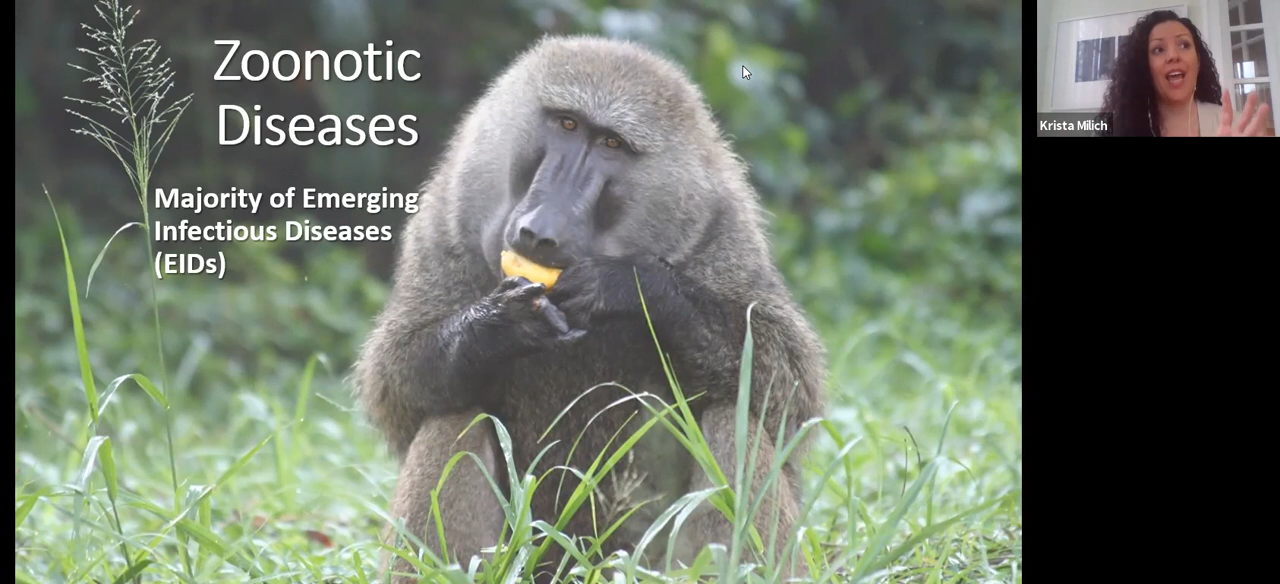 Zoonotic
Diseases
Majority of Emerging
Infectious Diseases
(EIDs)
Krista Milich